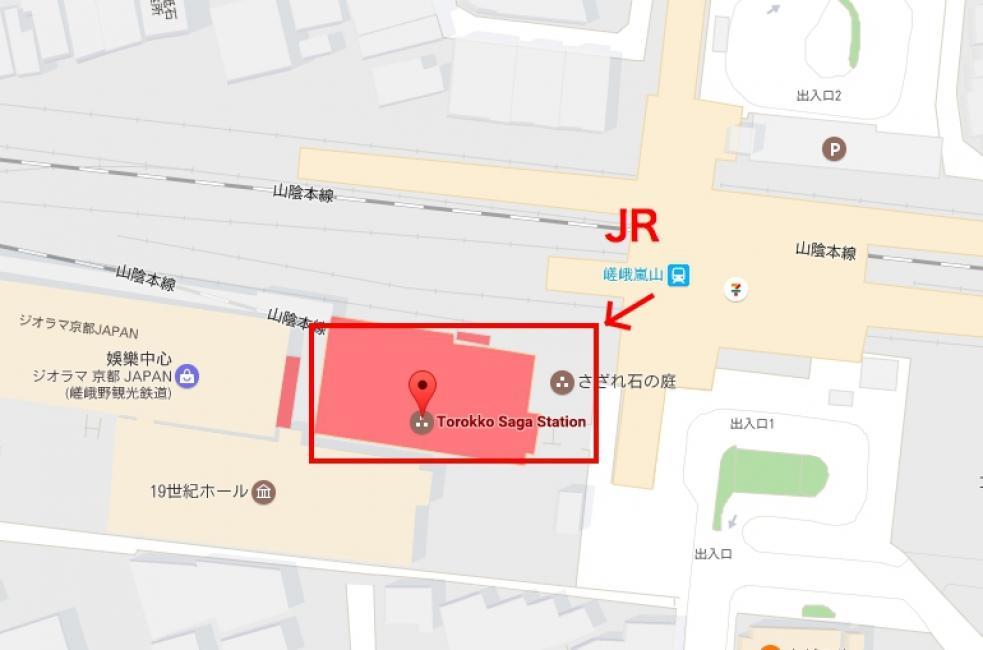 出入口2
P
山陰本線
JR
山陰本線
嵯峨嵐山
山陰本線
7
山陰本線
ジオラマ京都JAPAN
娛樂中心
ジオラマ 京都 JAPAN
(嵯峨野観光鉄道)
さざれ石の庭
Torokko Saga Station
出入口1
19世紀ホール
出入口